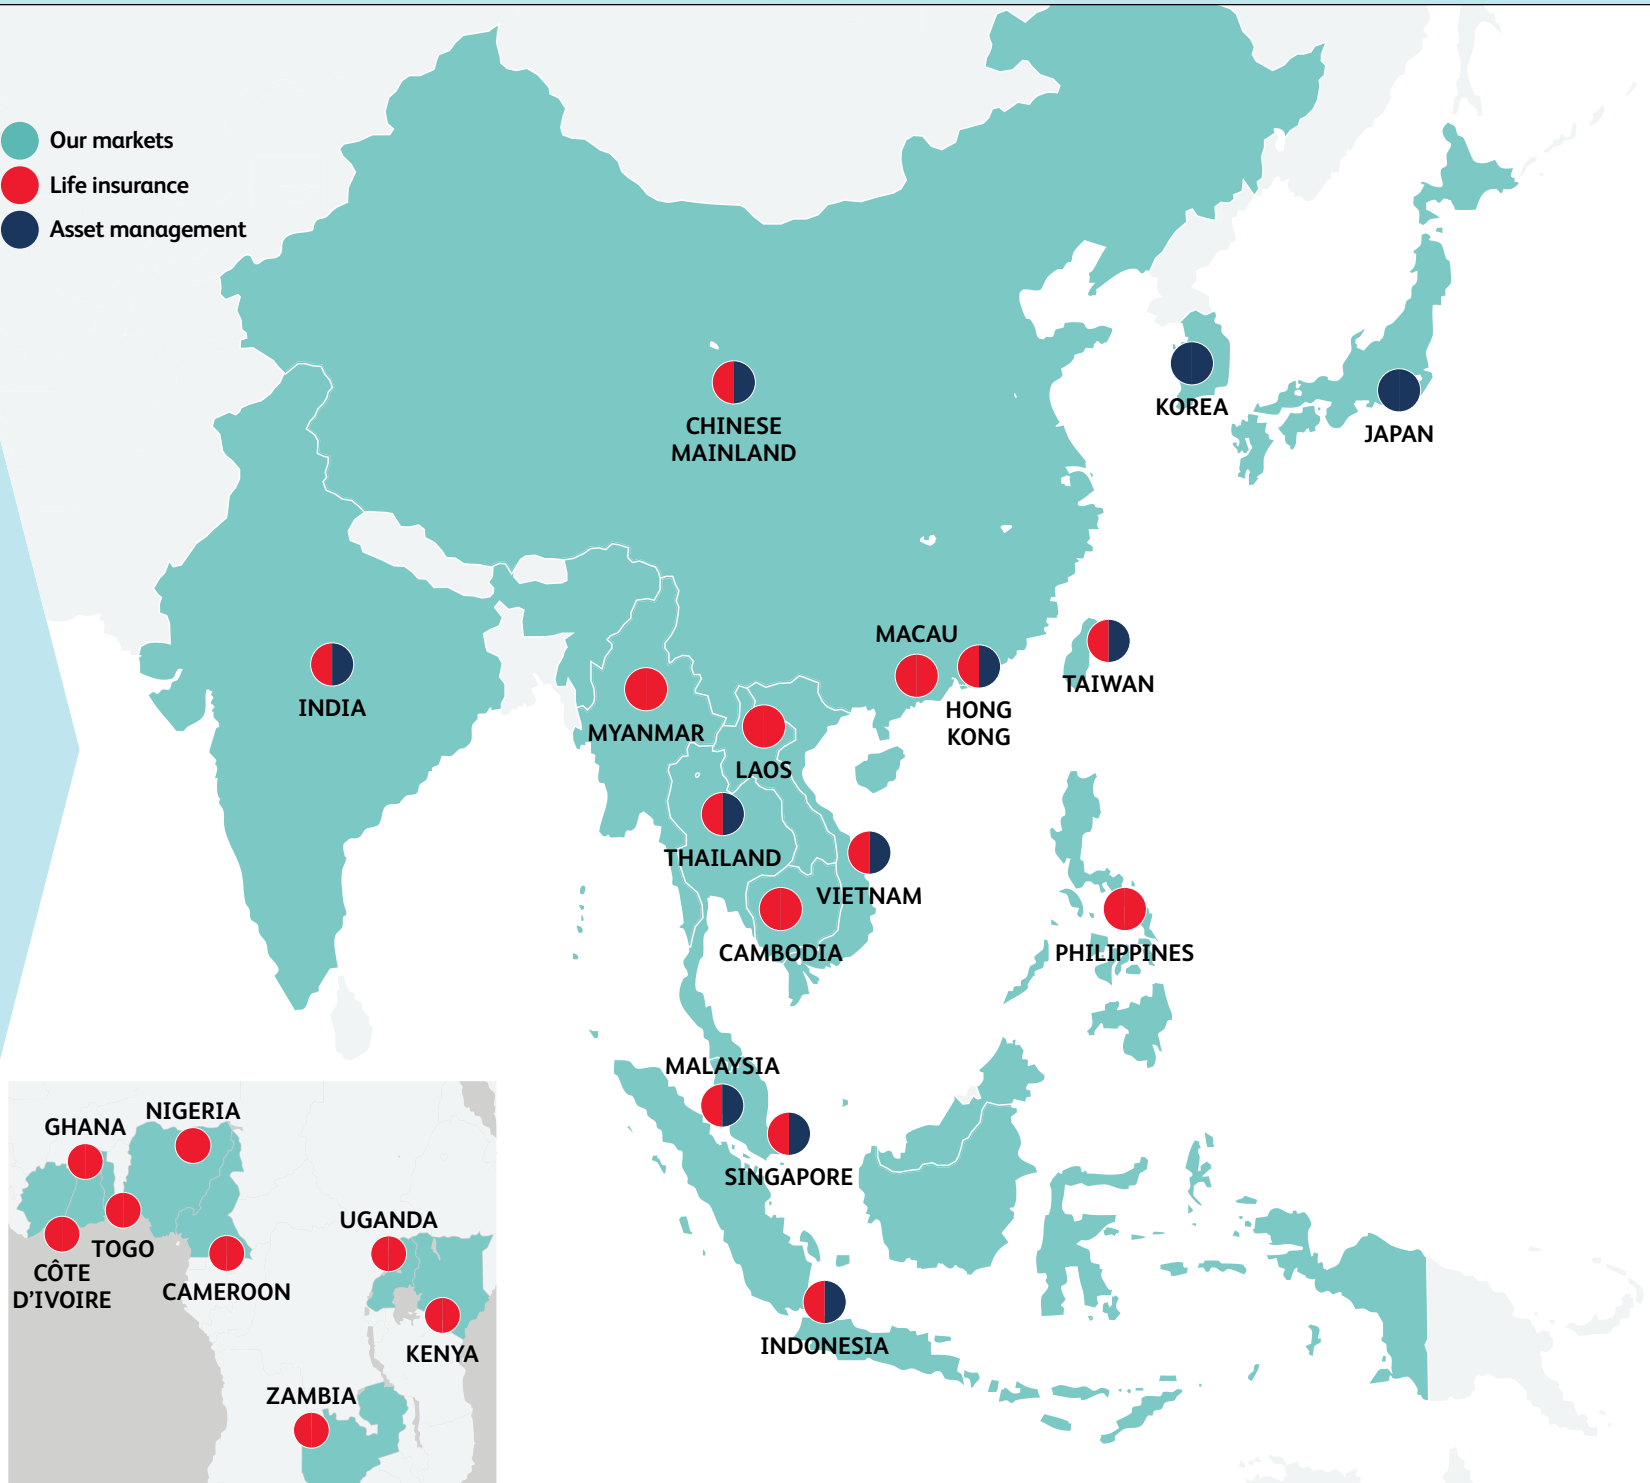 Our markets
Life insurance
Asset management
CHINESE
MAINLAND
KOREA
JAPAN
INDIA
MYANMAR
MACAU
HONG
KONG
TAIWAN
LAOS
THAILAND
VIETNAM
CAMBODIA
PHILIPPINES
MALAYSIA
SINGAPORE
INDONESIA
GHANA
NIGERIA
CÔTE
D’IVOIRE
TOGO
CAMEROON
UGANDA
KENYA
ZAMBIA